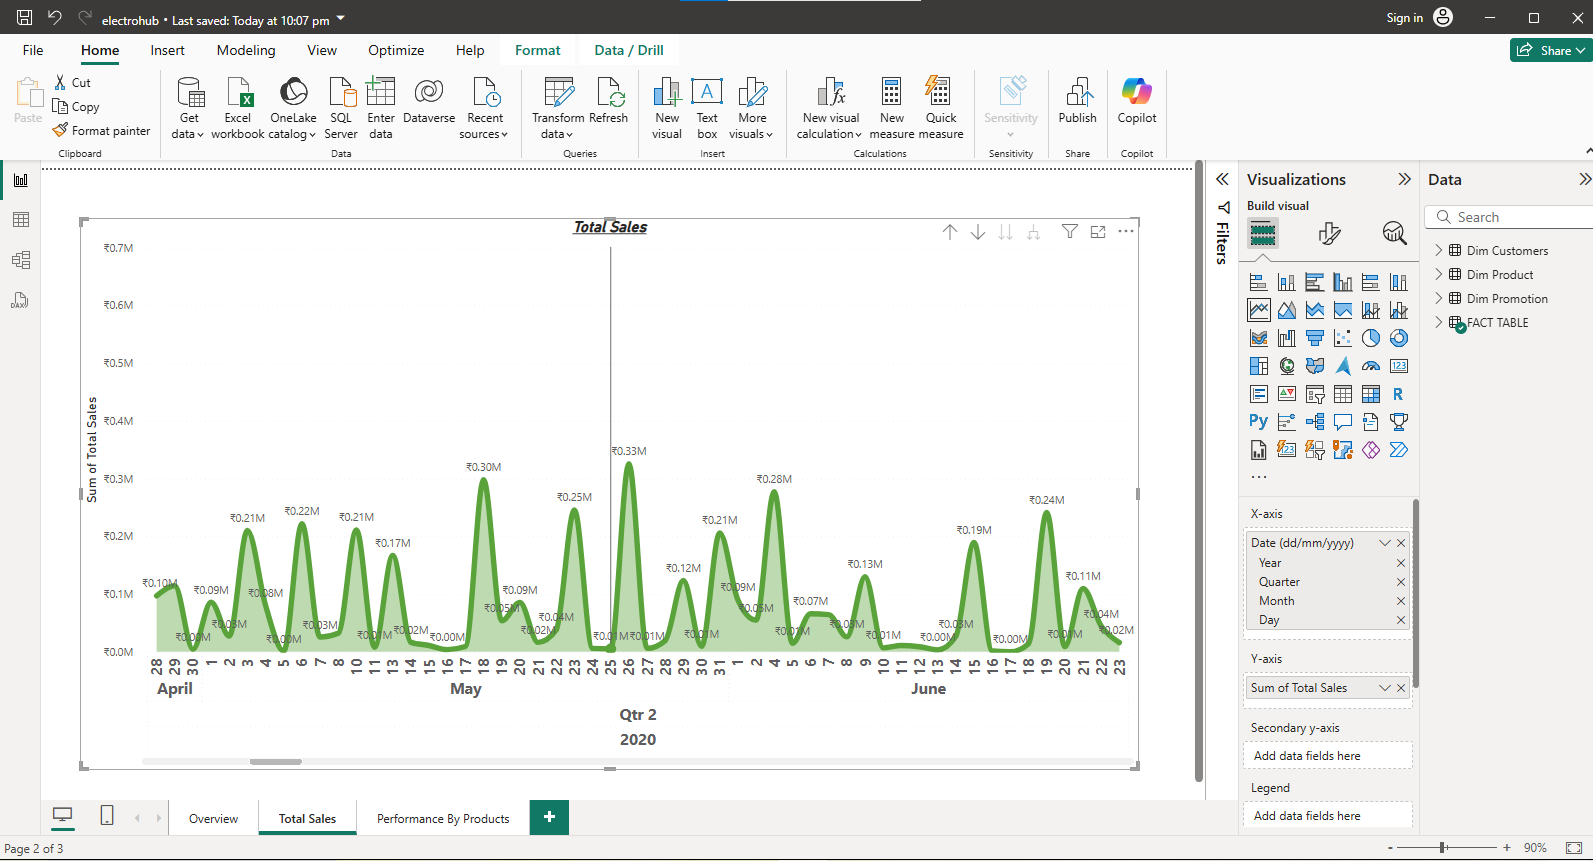 electrohub • Last saved: Today at 10:07 pm
Sign in
File Home Insert Modeling View Optimize Help Format Data / Drill
Share
Paste
Cut
Copy
Format painter
Clipboard
Get data
Excel workbook
OneLake catalog
SQL Server
Enter data
Dataverse
Recent sources
Data
Transform data
Refresh
Queries
New visual
Text box
More visuals
Insert
New visual calculation
New measure
Quick measure
Calculations
Sensitivity
Sensitivity
Publish
Share
Copilot
Copilot
Total Sales
Sum of Total Sales
₹0.7M
₹0.6M
₹0.5M
₹0.4M
₹0.3M
₹0.2M
₹0.1M
₹0.0M
₹0.10M
₹0.00M
₹0.09M
₹0.03M
₹0.21M
₹0.08M
₹0.00M
₹0.22M
₹0.03M
₹0.21M
₹0.01M
₹0.17M
₹0.02M
₹0.00M
₹0.30M
₹0.05M
₹0.09M
₹0.02M
₹0.04M
₹0.25M
₹0.01M
₹0.33M
₹0.01M
₹0.12M
₹0.01M
₹0.21M
₹0.09M
₹0.05M
₹0.28M
₹0.01M
₹0.07M
₹0.03M
₹0.13M
₹0.01M
₹0.00M
₹0.03M
₹0.19M
₹0.00M
₹0.24M
₹0.01M
₹0.11M
₹0.04M
₹0.02M
28 29 30 1 2 3 4 5 6 7 8 9 10 11 13 14 15 16 17 18 19 20 21 22 23 24 25 26 27 28 29 30 31 1 2 4 5 6 7 8 9 10 11 12 13 14 15 16 17 18 19 20 21 22 23
April May June
Qtr 2
2020
Filters
Visualizations
Build visual
123
R
Py
123
X-axis
Date (dd/mm/yyyy)
Year
Quarter
Month
Day
Y-axis
Sum of Total Sales
Secondary y-axis
Add data fields here
Legend
Add data fields here
Data
Search
Dim Customers
Dim Product
Dim Promotion
FACT TABLE
DAX
Overview
Total Sales
Performance By Products
+
Page 2 of 3
- + 90%